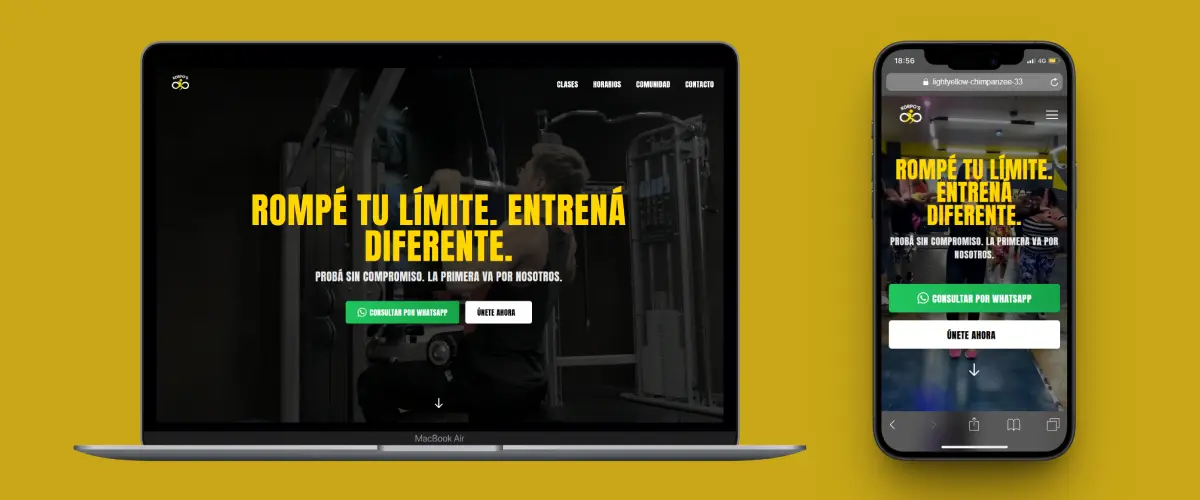 KORPO'S
CLASES HORARIOS COMUNIDAD CONTACTO
ROMPÉ TU LÍMITE. ENTRENÁ
DIFERENTE.
PROBÁ SIN COMPROMISO. LA PRIMERA VA POR NOSOTROS.
CONSULTAR POR WHATSAPP ÚNETE AHORA
MacBook Air
18:56 4G
lightyellow-chimpanzee-33
KORPO'S
ROMPÉ TU LÍMITE.
ENTRENÁ
DIFERENTE.
PROBÁ SIN COMPROMISO. LA PRIMERA VA POR
NOSOTROS.
CONSULTAR POR WHATSAPP
ÚNETE AHORA